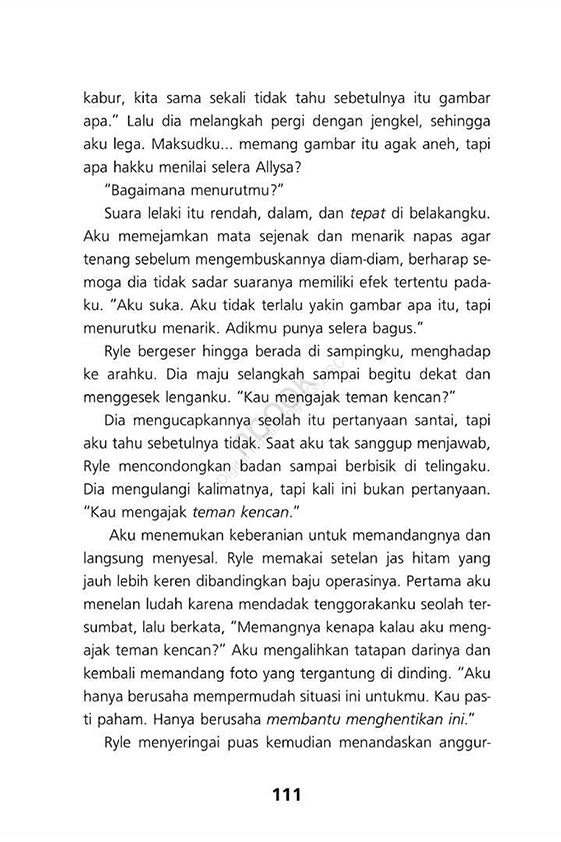 kabur, kita sama sekali tidak tahu sebetulnya itu gambar
apa.” Lalu dia melangkah pergi dengan jengkel, sehingga
aku lega. Maksudku... memang gambar itu agak aneh, tapi
apa hakku menilai selera Allysa?
“Bagaimana menurutmu?”
Suara lelaki itu rendah, dalam, dan tepat di belakangku.
Aku memejamkan mata sejenak dan menarik napas agar
tenang sebelum mengembuskannya diam-diam, berharap se-
moga dia tidak sadar suaranya memiliki efek tertentu pada-
ku. “Aku suka. Aku tidak terlalu yakin gambar apa itu, tapi
menurutku menarik. Adikmu punya selera bagus.”
Ryle bergeser hingga berada di sampingku, menghadap
ke arahku. Dia maju selangkah sampai begitu dekat dan
menggesek lenganku. “Kau mengajak teman kencan?”
Dia mengucapkannya seolah itu pertanyaan santai, tapi
aku tahu sebetulnya tidak. Saat aku tak sanggup menjawab,
Ryle mencondongkan badan sampai berbisik di telingaku.
Dia mengulangi kalimatnya, tapi kali ini bukan pertanyaan.
“Kau mengajak teman kencan.”
Aku menemukan keberanian untuk memandangnya dan
langsung menyesal. Ryle memakai setelan jas hitam yang
jauh lebih keren dibandingkan baju operasinya. Pertama aku
menelan ludah karena mendadak tenggorakanku seolah ter-
sumbat, lalu berkata, “Memangnya kenapa kalau aku meng-
ajak teman kencan?” Aku mengalihkan tatapan darinya dan
kembali memandang foto yang tergantung di dinding. “Aku
hanya berusaha mempermudah situasi ini untukmu. Kau pas-
ti paham. Hanya berusaha membantu menghentikan ini.”
Ryle menyeringai puas kemudian menandaskan anggur-
111